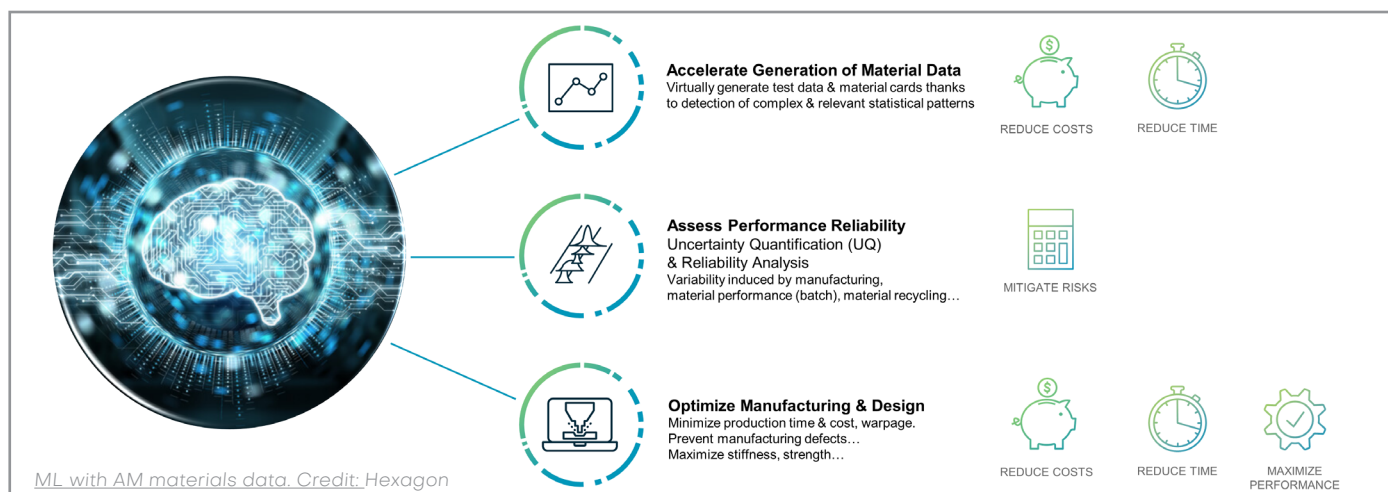 Accelerate Generation of Material Data
Virtually generate test data & material cards thanks
to detection of complex & relevant statistical patterns
$
REDUCE COSTS
REDUCE TIME
Assess Performance Reliability
Uncertainty Quantification (UQ)
& Reliability Analysis
Variability induced by manufacturing,
material performance (batch), material recycling…
MITIGATE RISKS
Optimize Manufacturing & Design
Minimize production time & cost, warpage.
Prevent manufacturing defects…
Maximize stiffness, strength…
$
REDUCE COSTS
REDUCE TIME
MAXIMIZE
PERFORMANCE
ML with AM materials data. Credit: Hexagon